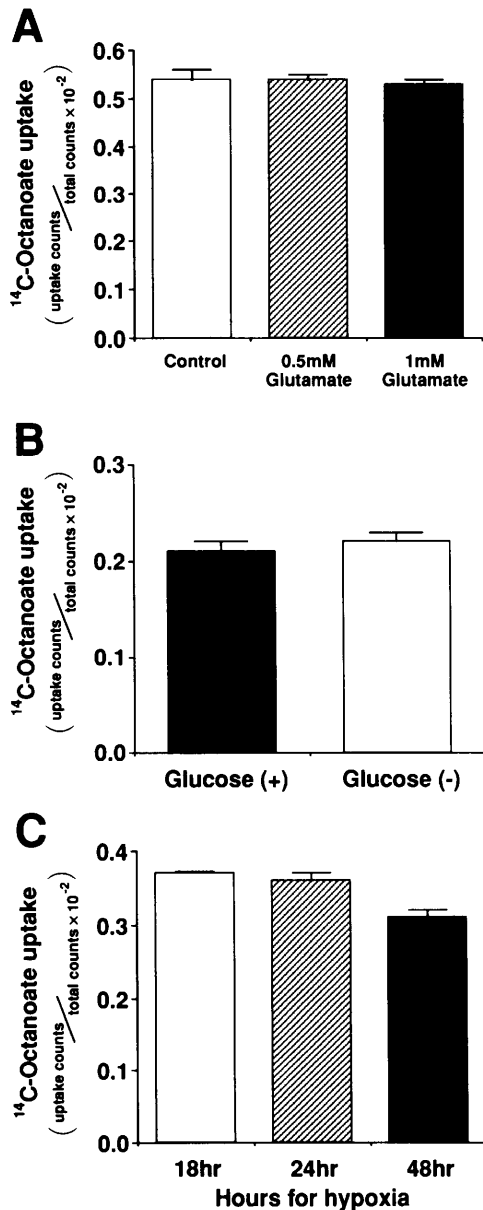 A
¹⁴C-Octanoate uptake
( uptake counts / total counts × 10⁻² )
0.6
0.5
0.4
0.3
0.2
0.1
0.0
Control
0.5mM
Glutamate
1mM
Glutamate
B
¹⁴C-Octanoate uptake
( uptake counts / total counts × 10⁻² )
0.3
0.2
0.1
0.0
Glucose (+)
Glucose (-)
C
¹⁴C-Octanoate uptake
( uptake counts / total counts × 10⁻² )
0.4
0.3
0.2
0.1
0.0
18hr
24hr
48hr
Hours for hypoxia